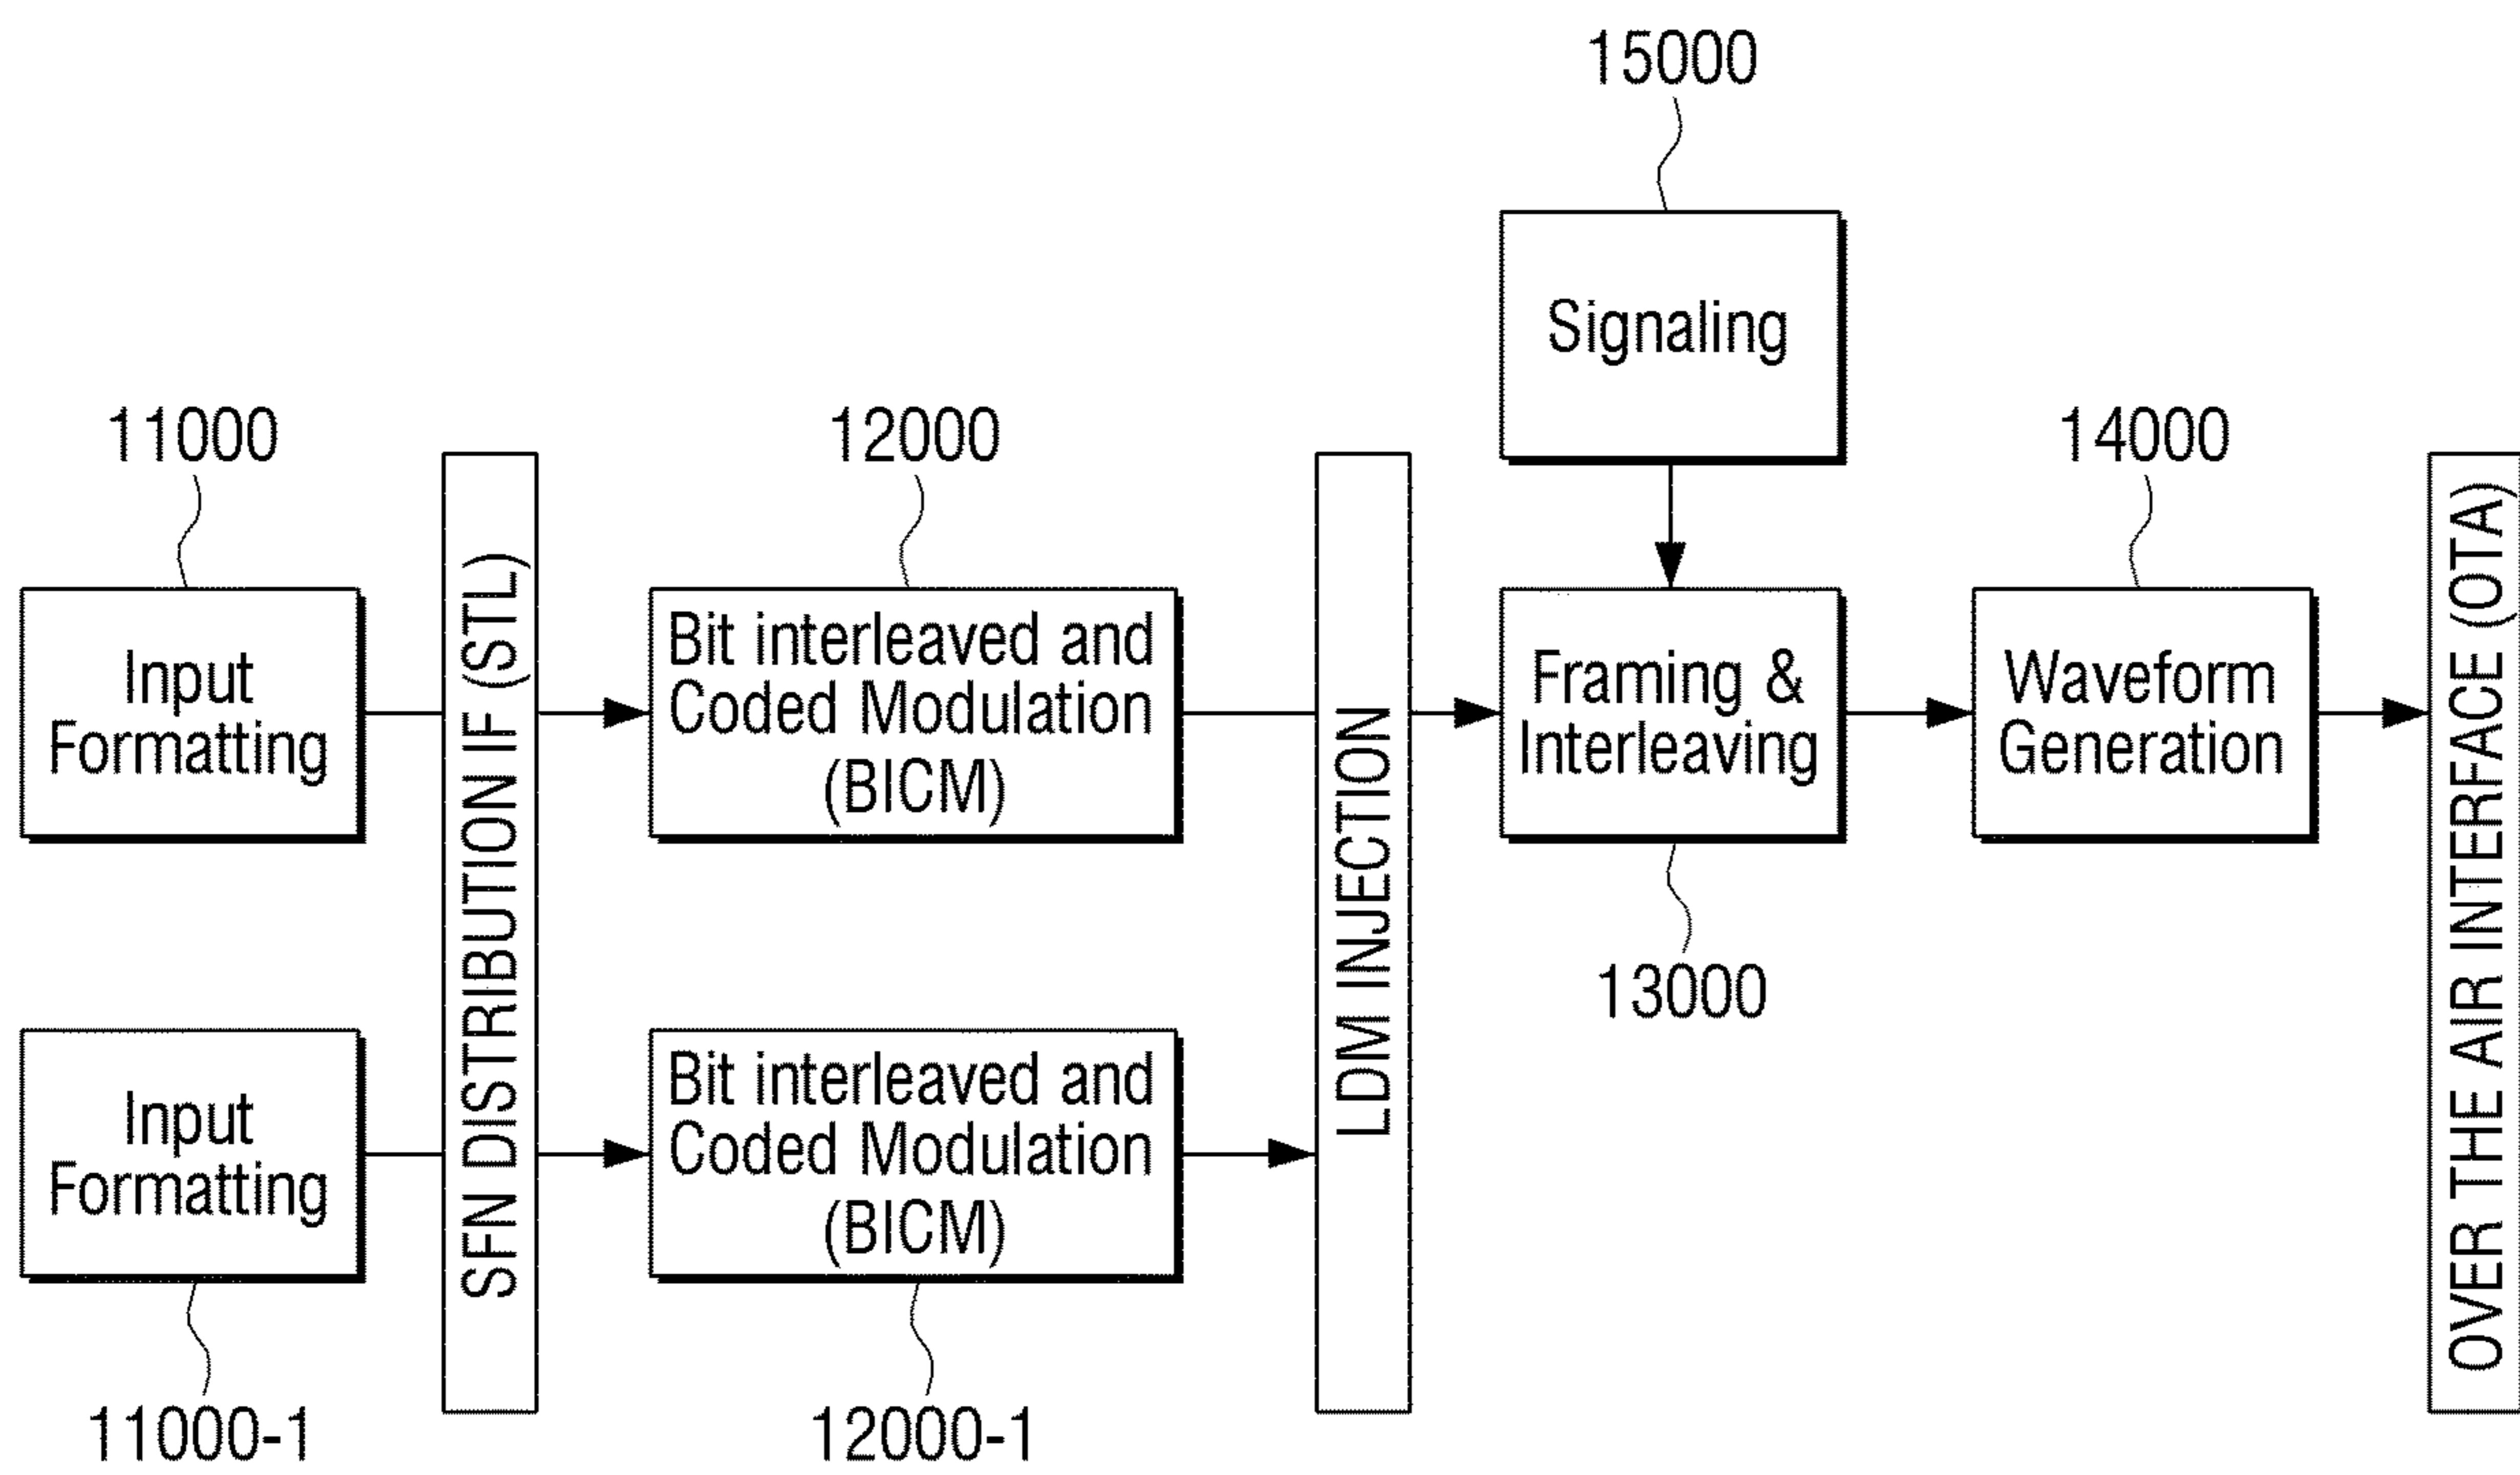 15000
Signaling
11000
12000
14000
Input
Formatting
SFN DISTRIBUTION IF (STL)
Bit interleaved and
Coded Modulation
(BICM)
LDM INJECTION
Framing &
Interleaving
Waveform
Generation
OVER THE AIR INTERFACE (OTA)
13000
Input
Formatting
Bit interleaved and
Coded Modulation
(BICM)
11000-1
12000-1